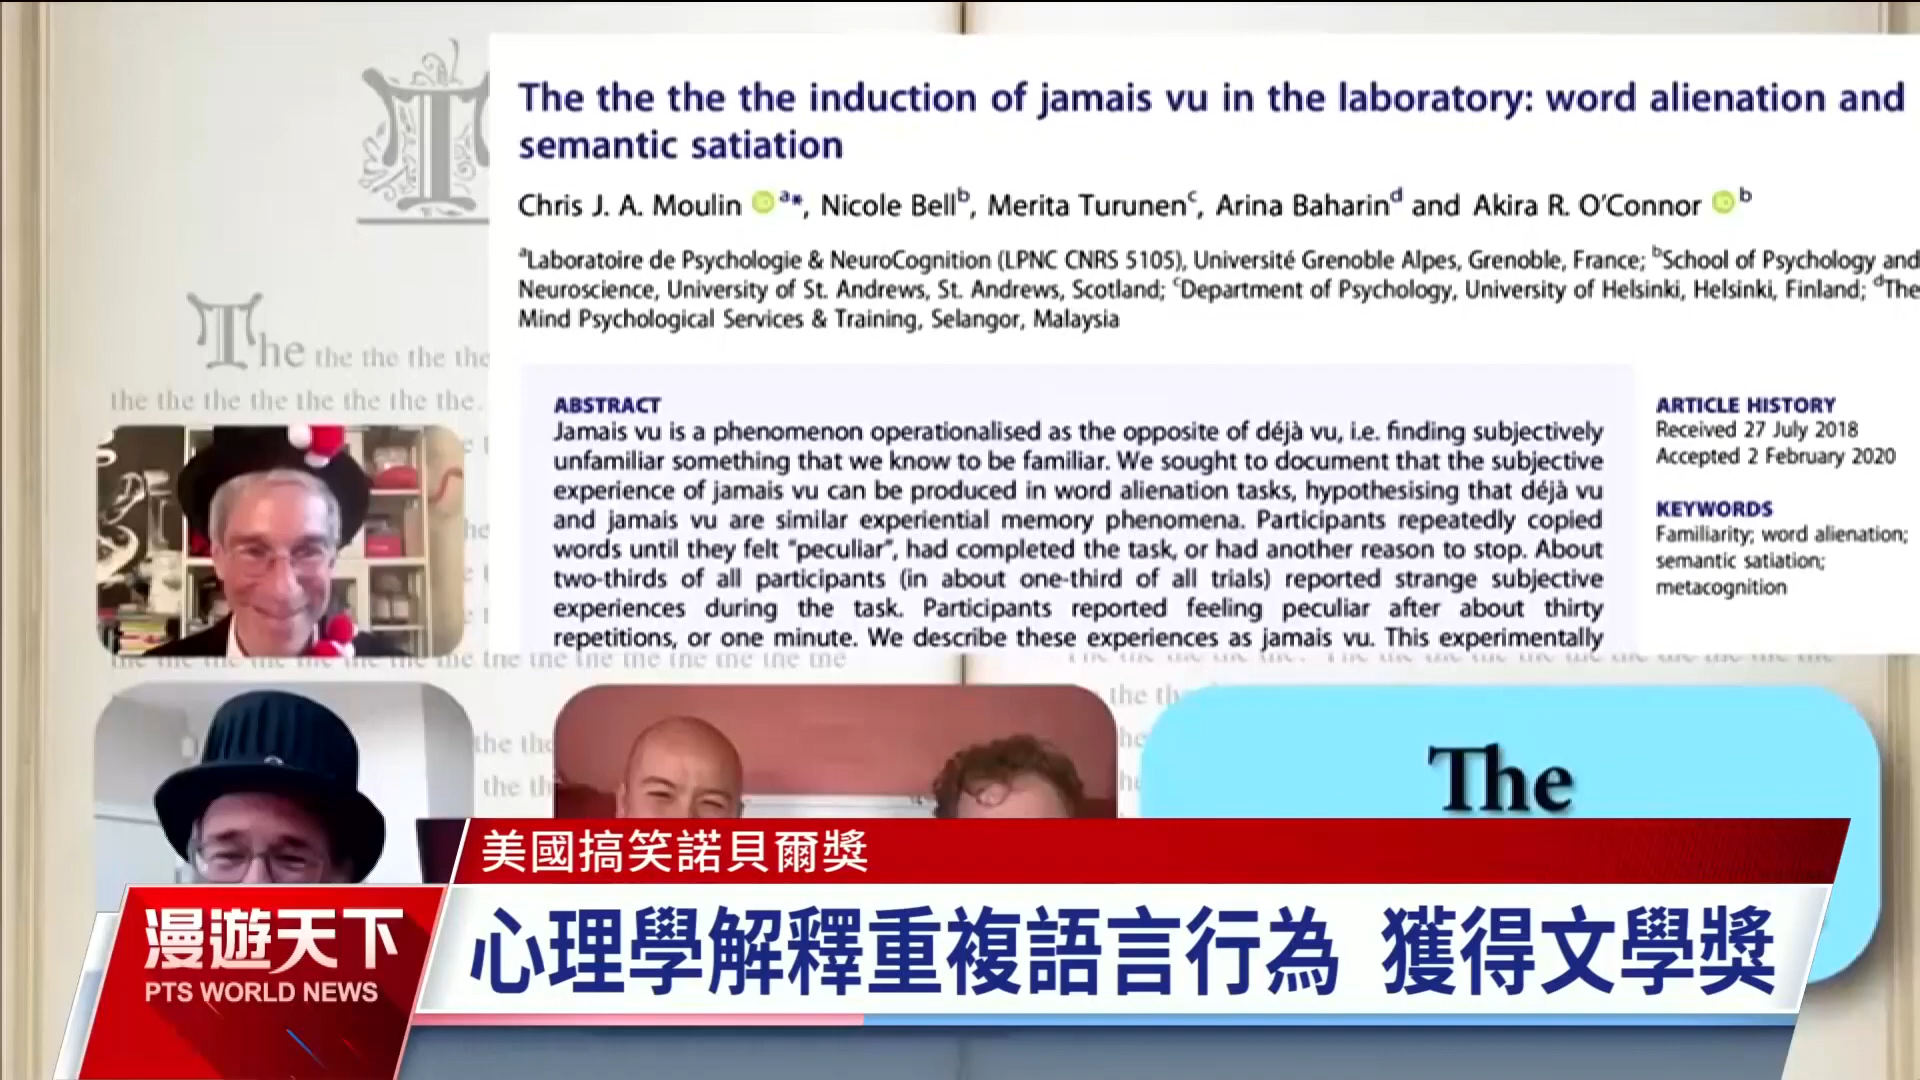 The the the the induction of jamais vu in the laboratory: word alienation and
semantic satiation
Chris J. A. Moulin a*, Nicole Bellb, Merita Turunenc, Arina Baharind and Akira R. O'Connor b
aLaboratoire de Psychologie & NeuroCognition (LPNC CNRS 5105), Université Grenoble Alpes, Grenoble, France; bSchool of Psychology and
Neuroscience, University of St. Andrews, St. Andrews, Scotland; cDepartment of Psychology, University of Helsinki, Helsinki, Finland; dThe
Mind Psychological Services & Training, Selangor, Malaysia
The the the the the
the the the the the the the the.
ABSTRACT
Jamais vu is a phenomenon operationalised as the opposite of déjà vu, i.e. finding subjectively
unfamiliar something that we know to be familiar. We sought to document that the subjective
experience of jamais vu can be produced in word alienation tasks, hypothesising that déjà vu
and jamais vu are similar experiential memory phenomena. Participants repeatedly copied
words until they felt "peculiar", had completed the task, or had another reason to stop. About
two-thirds of all participants (in about one-third of all trials) reported strange subjective
experiences during the task. Participants reported feeling peculiar after about thirty
repetitions, or one minute. We describe these experiences as jamais vu. This experimentally
ARTICLE HISTORY
Received 27 July 2018
Accepted 2 February 2020
KEYWORDS
Familiarity; word alienation;
semantic satiation;
metacognition
the the
the th
the th
The
美國搞笑諾貝爾獎
心理學解釋重複語言行為 獲得文學獎
漫遊天下
PTS WORLD NEWS